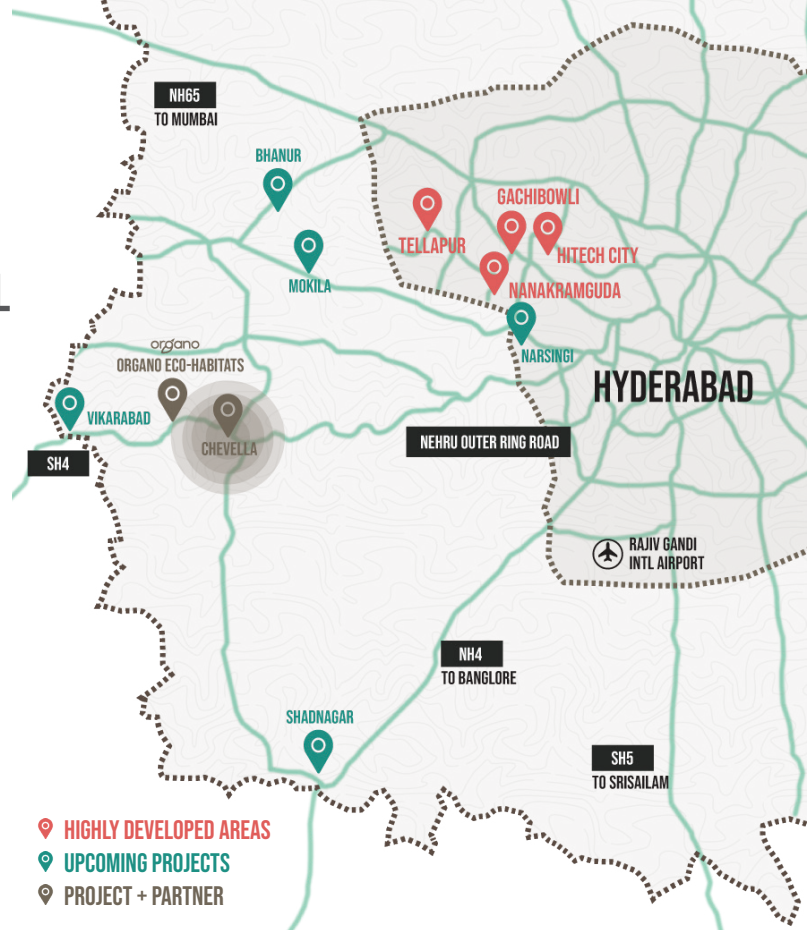 NH65
TO MUMBAI
BHANUR
GACHIBOWLI
TELLAPUR
HITECH CITY
MOKILA
NANAKRAMGUDA
organo
NARSINGI
ORGANO ECO-HABITATS
HYDERABAD
VIKARABAD
CHEVELLA
NEHRU OUTER RING ROAD
SH4
RAJIV GANDI
INTL AIRPORT
NH4
TO BANGLORE
SHADNAGAR
SH5
TO SRISAILAM
HIGHLY DEVELOPED AREAS
UPCOMING PROJECTS
PROJECT + PARTNER